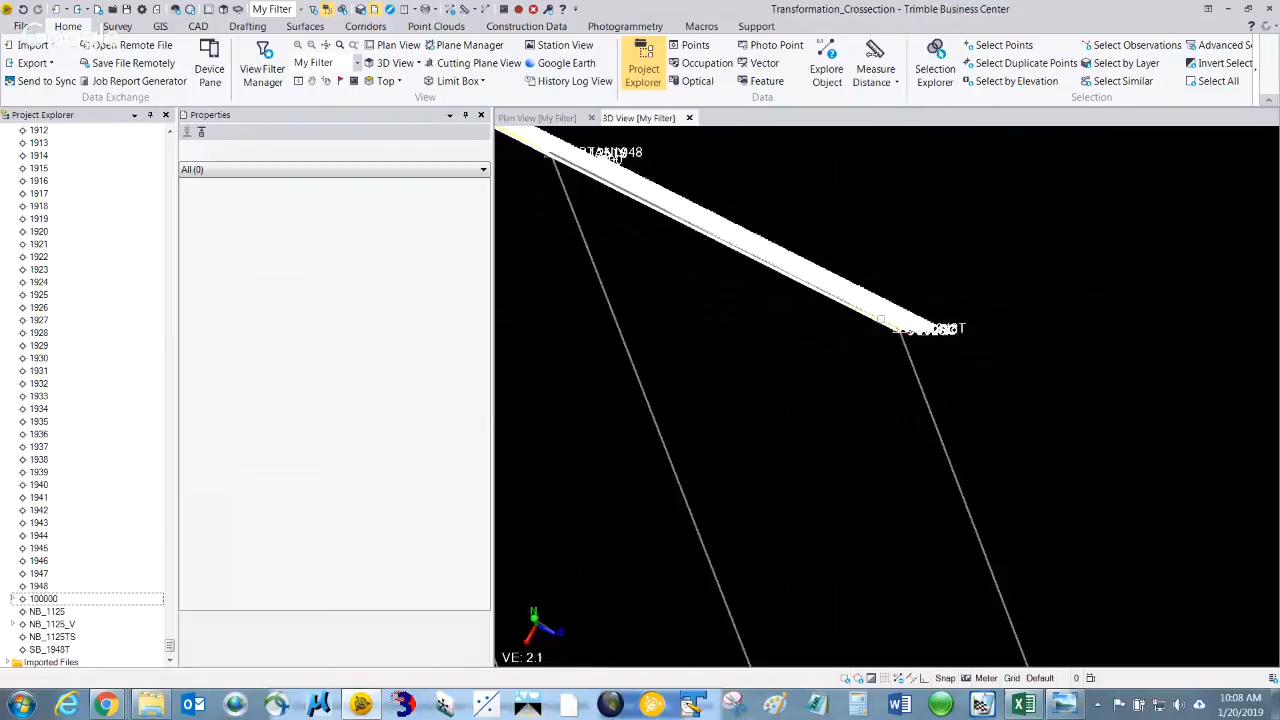 My Filter
Transformation_Crossection - Trimble Business Center
File Home Survey GIS CAD Drafting Surfaces Corridors Point Clouds Construction Data Photogrammetry Macros Support
Import Open Remote File Plan View Plane Manager Station View Points Photo Point Select Points Select Observations Advanced S
Export Save File Remotely My Filter 3D View Cutting Plane View Google Earth Occupation Vector Select Duplicate Points Select by Layer Invert Selec
Send to Sync Job Report Generator Top Limit Box History Log View Optical Feature Select by Elevation Select Similar Select All
Device Pane
View Filter Manager
Project Explorer
Explore Object
Measure Distance
Selection Explorer
Data Exchange View Data Selection
Project Explorer
1912
1913
1914
1915
1916
1917
1918
1919
1920
1921
1922
1923
1924
1925
1926
1927
1928
1929
1930
1931
1932
1933
1934
1935
1936
1937
1938
1939
1940
1941
1942
1943
1944
1945
1946
1947
1948
100000
NB_1125
NB_1125_V
NB_1125TS
SB_1948T
Imported Files
Properties
All (0)
Plan View [My Filter] 3D View [My Filter]
N
E
VE: 2.1
Snap Meter Grid Default 0
10:08 AM
1/20/2019